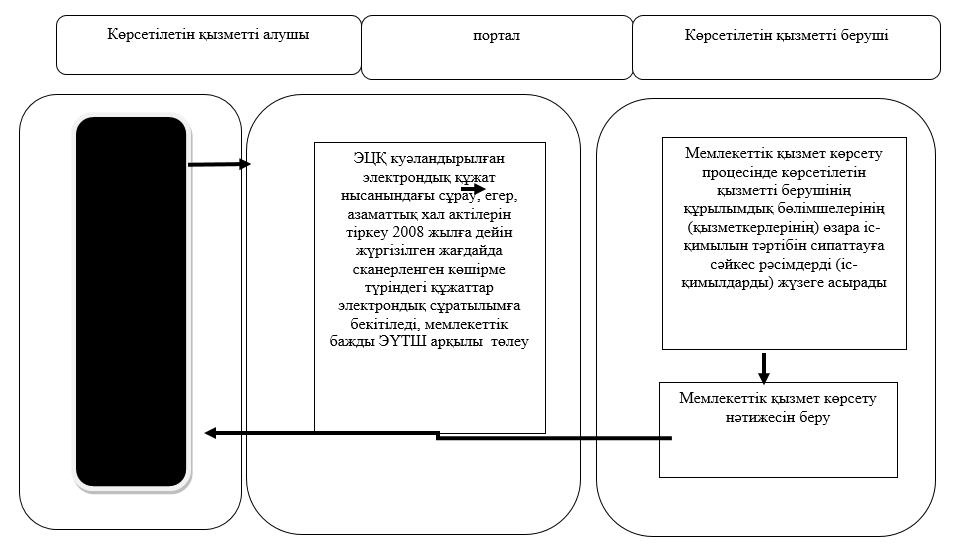 Көрсетілетін қызметті алушы
портал
Көрсетілетін қызметті беруші
ЭЦҚ куәландырылған
электрондық құжат
нысанындағы сұрау, егер,
азаматтық хал актілерін
тіркеу 2008 жылға дейін
жүргізілген жағдайда
сканерленген көшірме
түріндегі құжаттар
электрондық сұратылымға
бекітіледі, мемлекеттік
бажды ЭҮТШ арқылы төлеу
Мемлекеттік қызмет көрсету
процесінде көрсетілетін
қызметті берушінің
құрылымдық бөлімшелерінің
(қызметкерлерінің) өзара іс-
қимылын тәртібін сипаттауға
сәйкес рәсімдерді (іс-
қимылдарды) жүзеге асырады
Мемлекеттік қызмет көрсету
нәтижесін беру